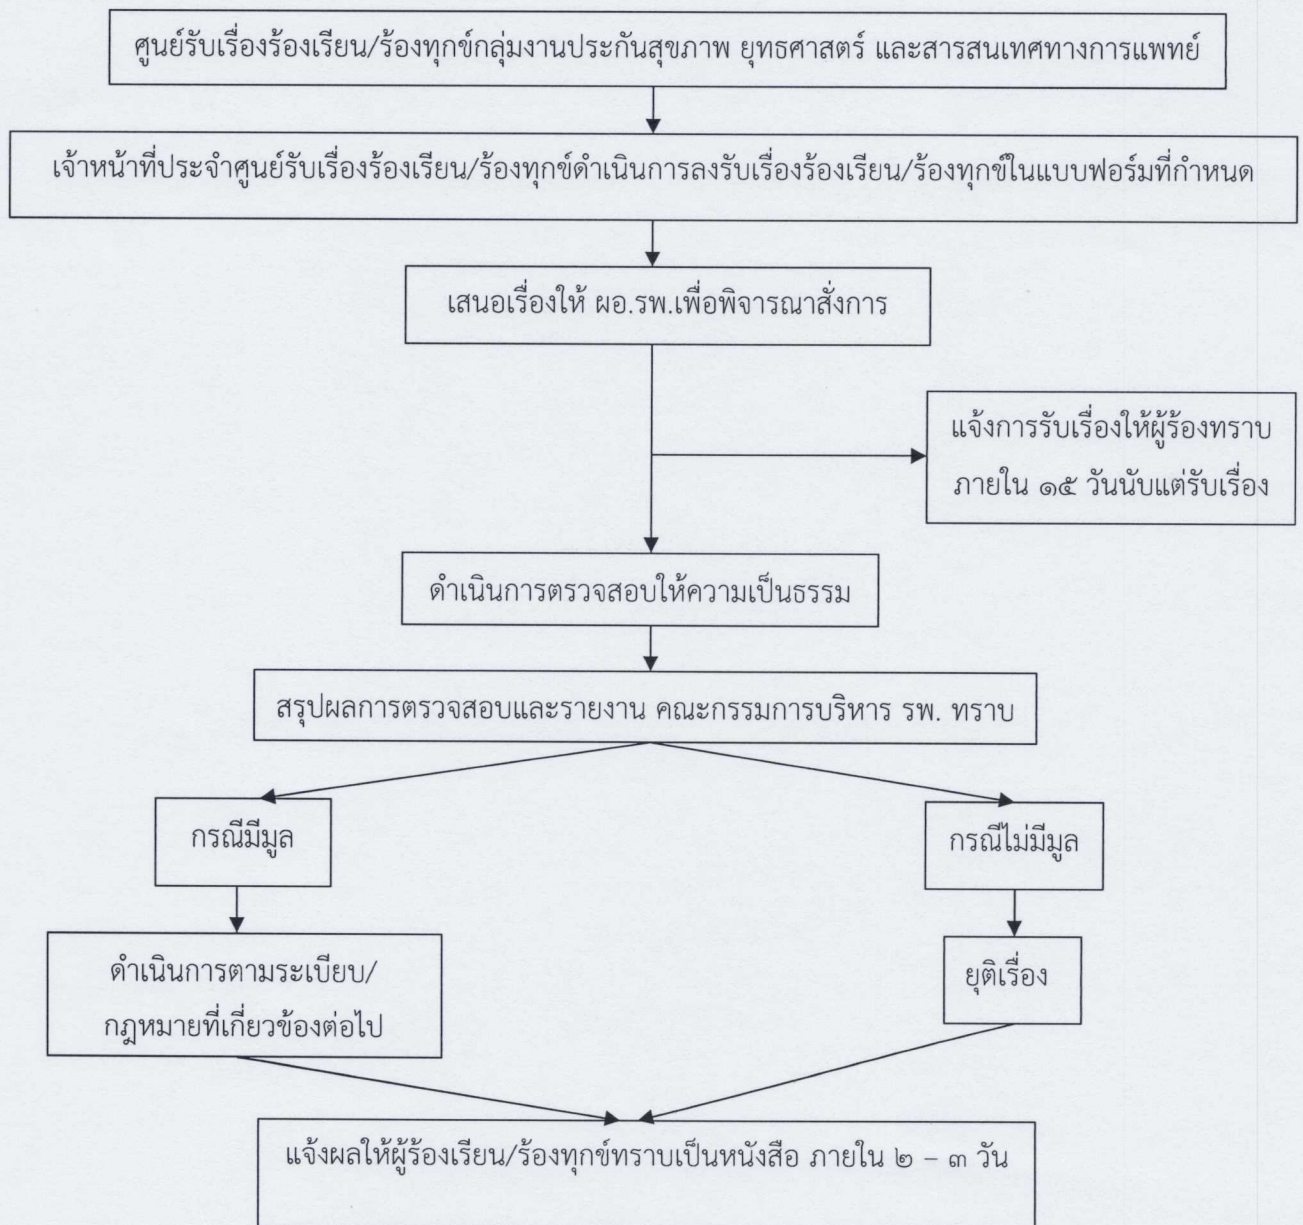 ศูนย์รับเรื่องร้องเรียน/ร้องทุกข์กลุ่มงานประกันสุขภาพ ยุทธศาสตร์ และสารสนเทศทางการแพทย์
เจ้าหน้าที่ประจำศูนย์รับเรื่องร้องเรียน/ร้องทุกข์ดำเนินการลงรับเรื่องร้องเรียน/ร้องทุกข์ในแบบฟอร์มที่กำหนด
เสนอเรื่องให้ ผอ.รพ.เพื่อพิจารณาสั่งการ
แจ้งการรับเรื่องให้ผู้ร้องทราบ
ภายใน ๑๕ วันนับแต่รับเรื่อง
ดำเนินการตรวจสอบให้ความเป็นธรรม
สรุปผลการตรวจสอบและรายงาน คณะกรรมการบริหาร รพ. ทราบ
กรณีมีมูล
กรณีไม่มีมูล
ดำเนินการตามระเบียบ/
กฎหมายที่เกี่ยวข้องต่อไป
ยุติเรื่อง
แจ้งผลให้ผู้ร้องเรียน/ร้องทุกข์ทราบเป็นหนังสือ ภายใน ๒ – ๓ วัน